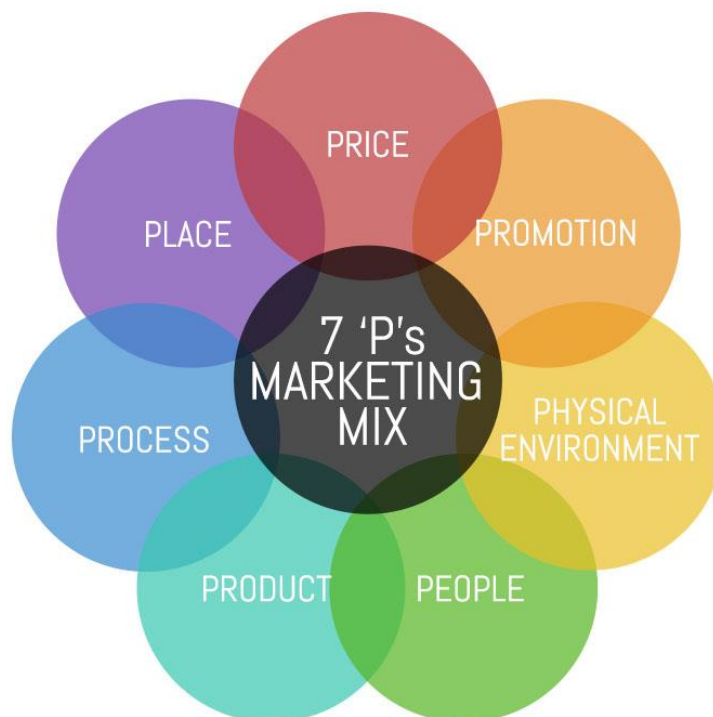 PRICE
PROMOTION
PHYSICAL
ENVIRONMENT
PEOPLE
PRODUCT
PROCESS
PLACE
7 ‘P’s
MARKETING
MIX